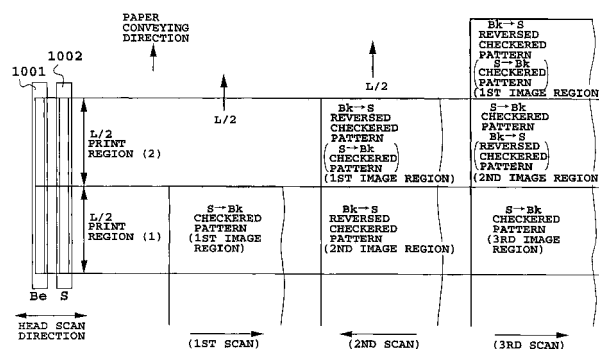 PAPER
CONVEYING
DIRECTION
1001
1002
L/2
PRINT
REGION (2)
L/2
PRINT
REGION (1)
Be S
HEAD SCAN
DIRECTION
L/2
S→Bk
CHECKERED
PATTERN
(1ST IMAGE
REGION)
(1ST SCAN)
L/2
Bk→S
REVERSED
CHECKERED
PATTERN
(S→Bk
CHECKERED
PATTERN)
(1ST IMAGE REGION)
Bk→S
REVERSED
CHECKERED
PATTERN
(2ND IMAGE REGION)
(2ND SCAN)
Bk→S
REVERSED
CHECKERED
PATTERN
(S→Bk
CHECKERED
PATTERN)
(1ST IMAGE REGION)
S→Bk
CHECKERED
PATTERN
(Bk→S
REVERSED
CHECKERED
PATTERN)
(2ND IMAGE REGION)
S→Bk
CHECKERED
PATTERN
(3RD IMAGE
REGION)
(3RD SCAN)